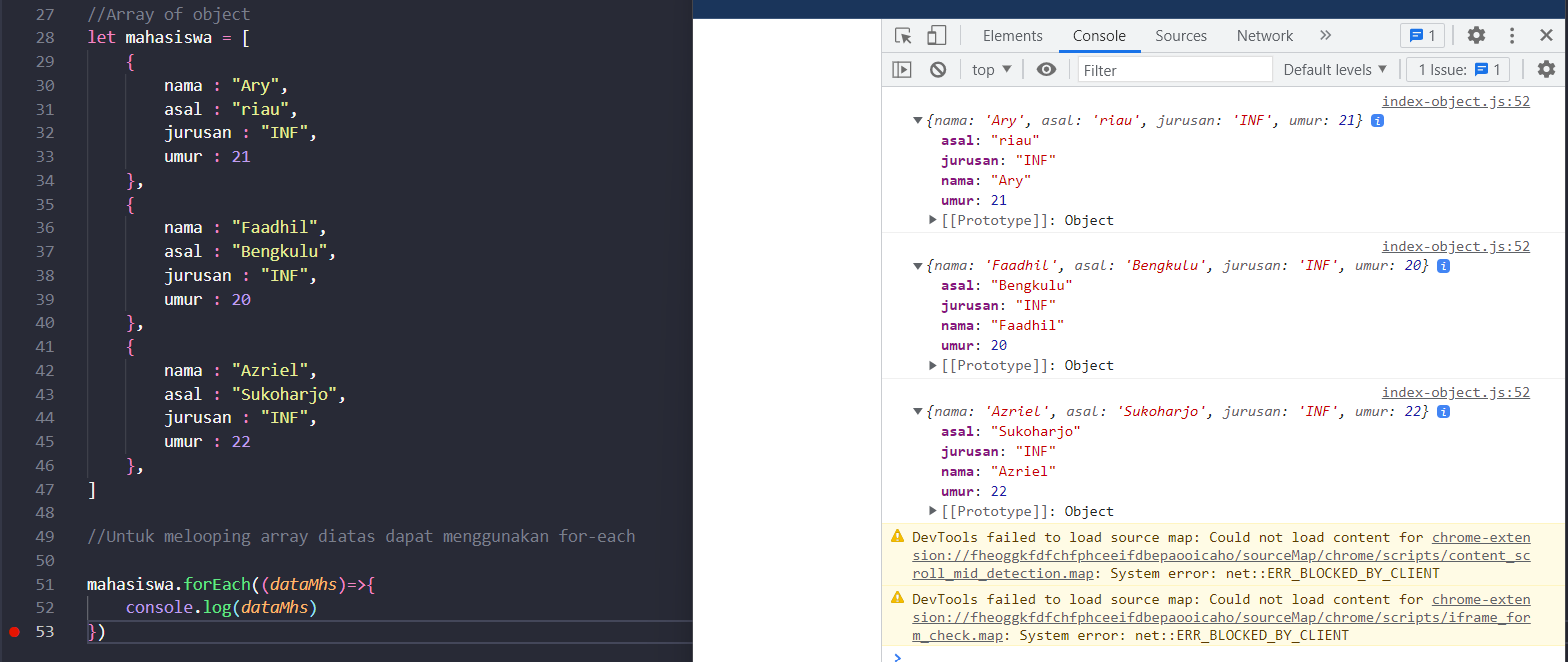 27 //Array of object
28 let mahasiswa = [
29 {
30 nama : "Ary",
31 asal : "riau",
32 jurusan : "INF",
33 umur : 21
34 },
35 {
36 nama : "Faadhil",
37 asal : "Bengkulu",
38 jurusan : "INF",
39 umur : 20
40 },
41 {
42 nama : "Azriel",
43 asal : "Sukoharjo",
44 jurusan : "INF",
45 umur : 22
46 },
47 ]
48
49 //Untuk melooping array diatas dapat menggunakan for-each
50
51 mahasiswa.forEach((dataMhs)=>{
52 console.log(dataMhs)
53 })
Elements Console Sources Network » 1
top ▼ Filter Default levels ▼ 1 Issue: 1
index-object.js:52
▼{nama: 'Ary', asal: 'riau', jurusan: 'INF', umur: 21} i
asal: "riau"
jurusan: "INF"
nama: "Ary"
umur: 21
▶[[Prototype]]: Object
index-object.js:52
▼{nama: 'Faadhil', asal: 'Bengkulu', jurusan: 'INF', umur: 20} i
asal: "Bengkulu"
jurusan: "INF"
nama: "Faadhil"
umur: 20
▶[[Prototype]]: Object
index-object.js:52
▼{nama: 'Azriel', asal: 'Sukoharjo', jurusan: 'INF', umur: 22} i
asal: "Sukoharjo"
jurusan: "INF"
nama: "Azriel"
umur: 22
▶[[Prototype]]: Object
DevTools failed to load source map: Could not load content for chrome-exten
sion://fheoggkfdfchfphceeifdbepaooicaho/sourceMap/chrome/scripts/content_sc
roll_mid_detection.map: System error: net::ERR_BLOCKED_BY_CLIENT
DevTools failed to load source map: Could not load content for chrome-exten
sion://fheoggkfdfchfphceeifdbepaooicaho/sourceMap/chrome/scripts/iframe_for
m_check.map: System error: net::ERR_BLOCKED_BY_CLIENT
>